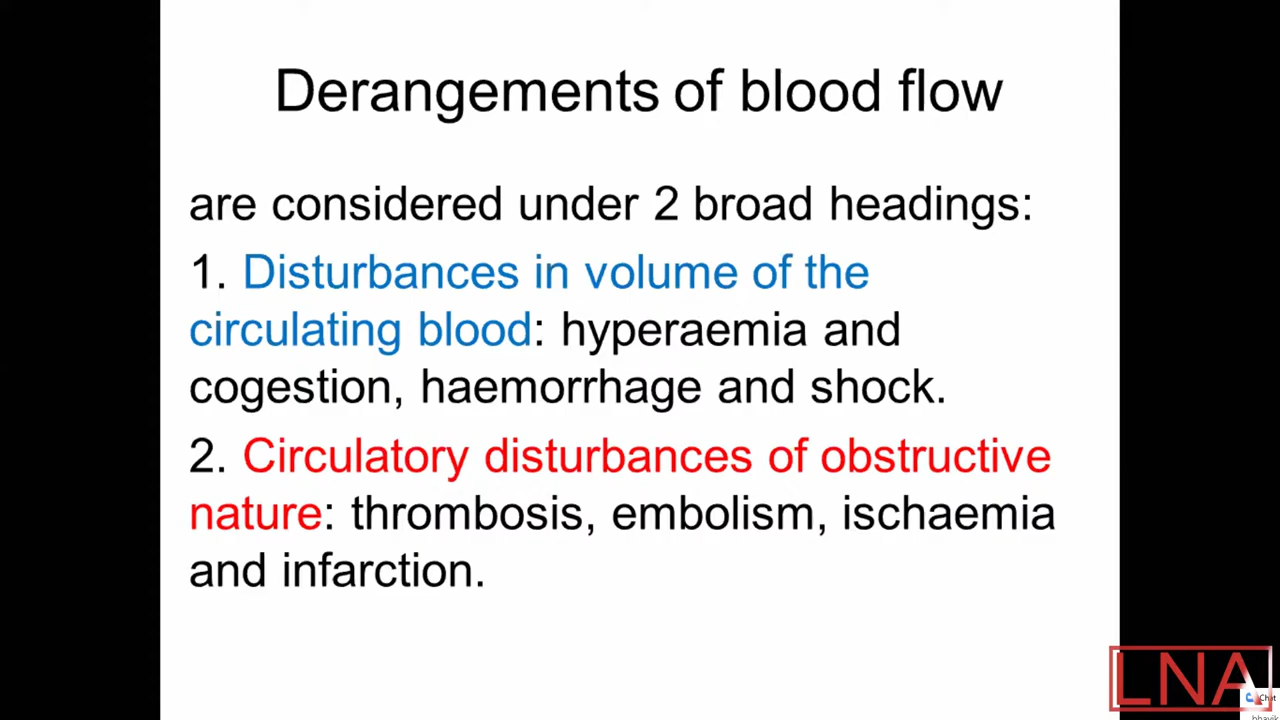 Derangements of blood flow
are considered under 2 broad headings:
1. Disturbances in volume of the
circulating blood: hyperaemia and
cogestion, haemorrhage and shock.
2. Circulatory disturbances of obstructive
nature: thrombosis, embolism, ischaemia
and infarction.
LNA
Chat